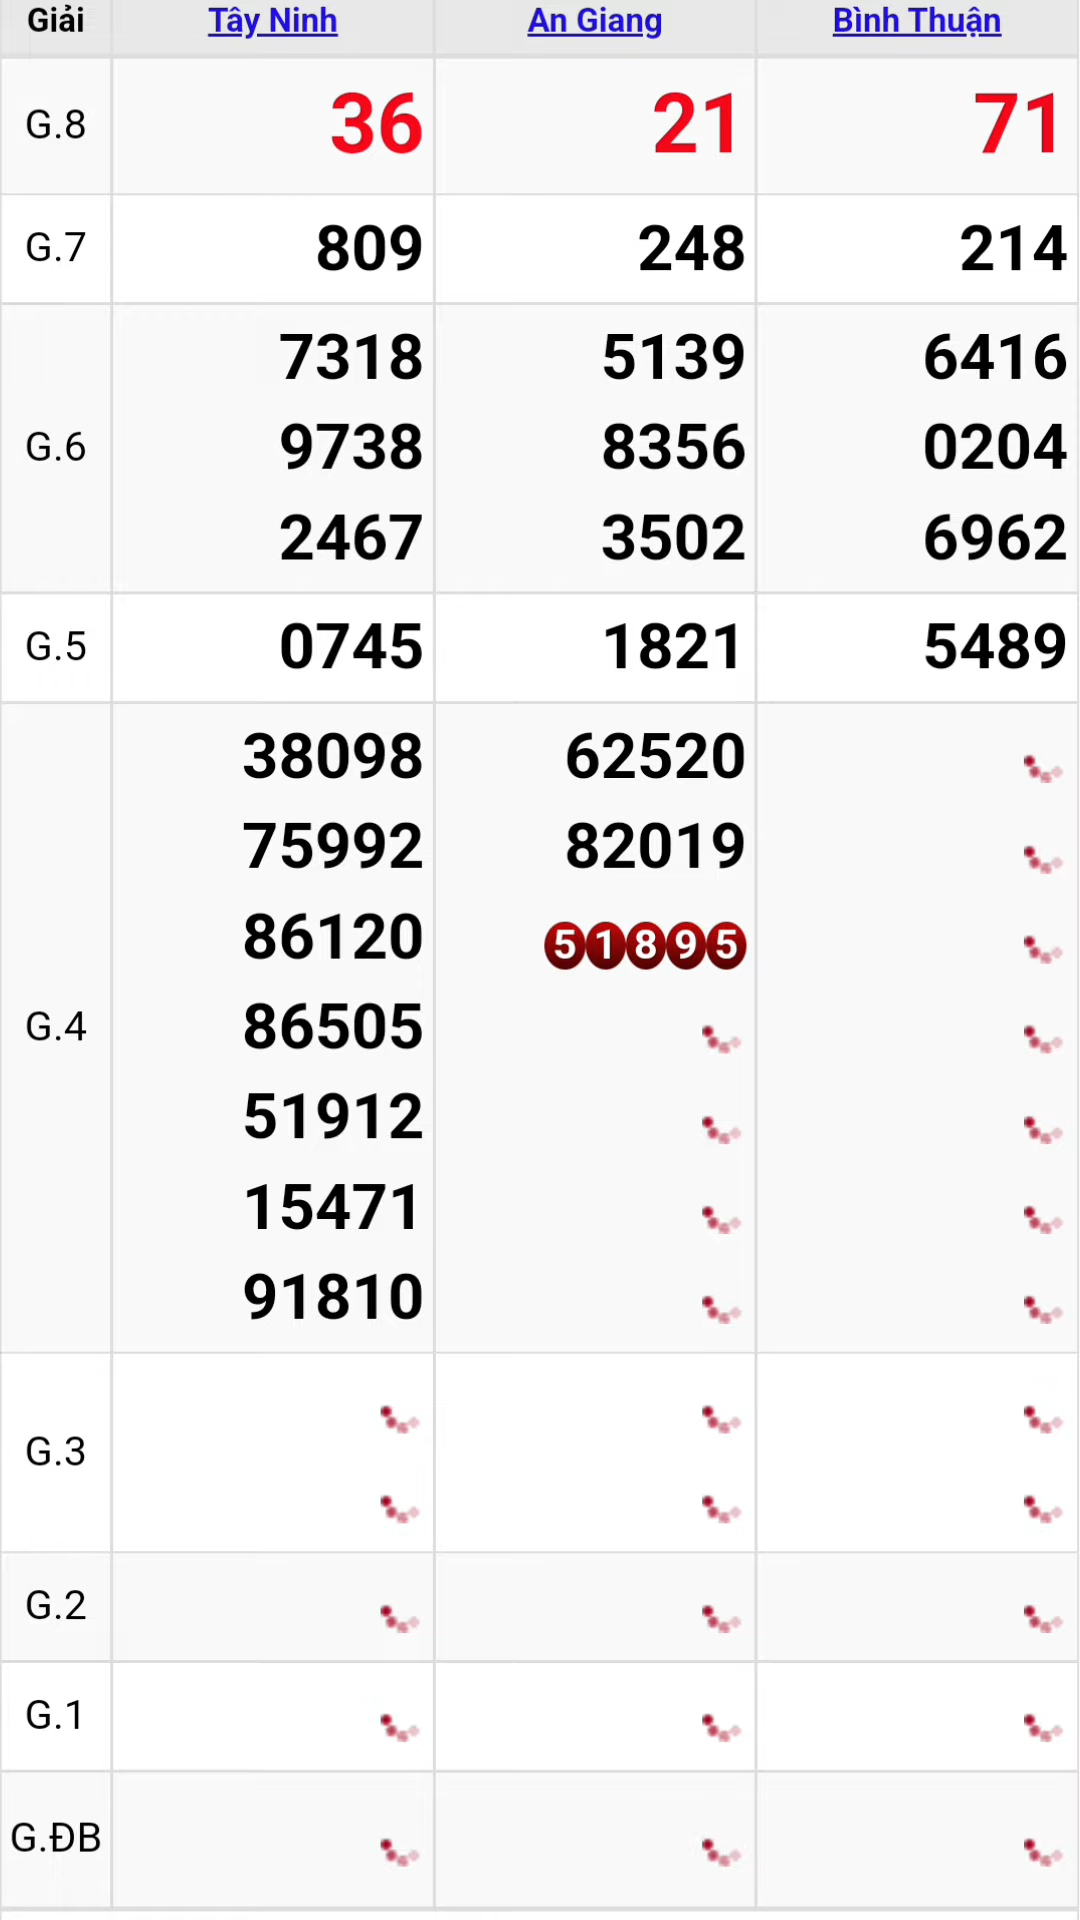 Giải Tây Ninh An Giang Bình Thuận
G.8 36 21 71
G.7 809 248 214
7318 5139 6416
G.6 9738 8356 0204
2467 3502 6962
G.5 0745 1821 5489
38098 62520
75992 82019
86120 51895
G.4 86505
51912
15471
91810
G.3
G.2
G.1
G.ĐB